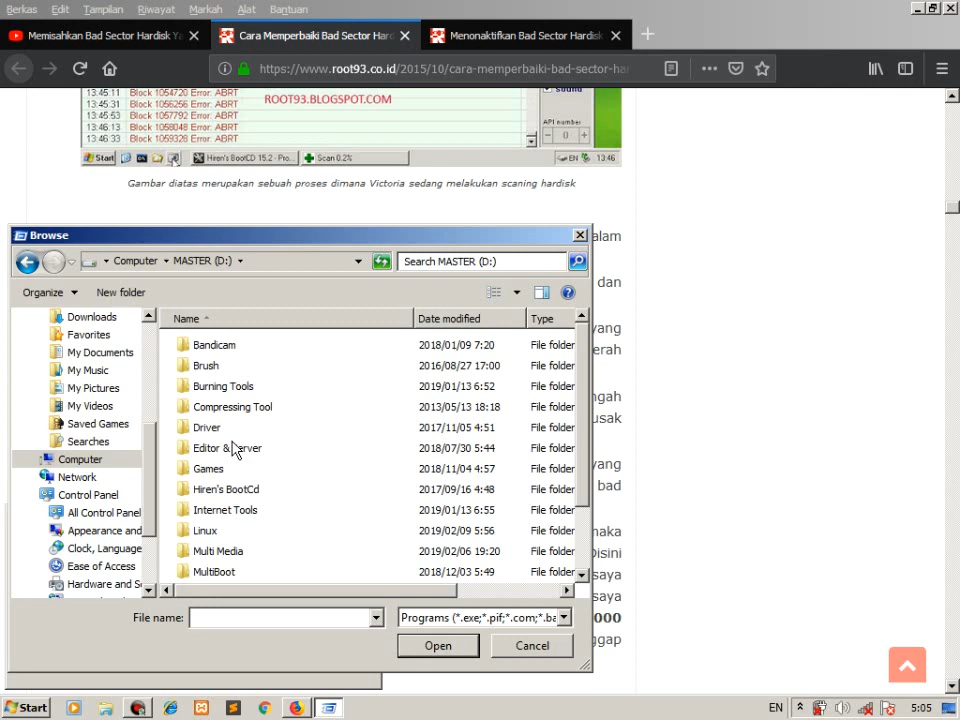 Berkas Edit Tampilan Riwayat Markah Alat Bantuan
Memisahkan Bad Sector Hardisk Ya
Cara Memperbaiki Bad Sector Hard
Menonaktifkan Bad Sector Hardisk
https://www.root93.co.id/2015/10/cara-memperbaiki-bad-sector-har
13:45:11 Block 1054720 Error: ABRT
ROOT93.BLOGSPOT.COM
13:45:31 Block 1056256 Error: ABRT
13:45:53 Block 1057792 Error: ABRT
13:46:13 Block 1058048 Error: ABRT
13:46:33 Block 1059328 Error: ABRT
Sound
API number
0
Start
Hiren's BootCD 15.2 - Pro...
Scan 0.2%
EN 13:46
Gambar diatas merupakan sebuah proses dimana Victoria sedang melakukan scaning hardisk
alam
dan
yang
erah
ngah
usak
yang
bad
maka
Disini
saya
saya
000
ggap
Browse
Computer MASTER (D:)
Search MASTER (D:)
Organize New folder
Downloads
Favorites
My Documents
My Music
My Pictures
My Videos
Saved Games
Searches
Computer
Network
Control Panel
All Control Panel
Appearance and
Clock, Language
Ease of Access
Hardware and S
Name Date modified Type
Bandicam 2018/01/09 7:20 File folder
Brush 2016/08/27 17:00 File folder
Burning Tools 2019/01/13 6:52 File folder
Compressing Tool 2013/05/13 18:18 File folder
Driver 2017/11/05 4:51 File folder
Editor & Server 2018/07/30 5:44 File folder
Games 2018/11/04 4:57 File folder
Hiren's BootCd 2017/09/16 4:48 File folder
Internet Tools 2019/01/13 6:55 File folder
Linux 2019/02/09 5:56 File folder
Multi Media 2019/02/06 19:20 File folder
MultiBoot 2018/12/03 5:49 File folder
File name:
Programs (*.exe;*.pif;*.com;*.ba
Open
Cancel
Start
EN
5:05